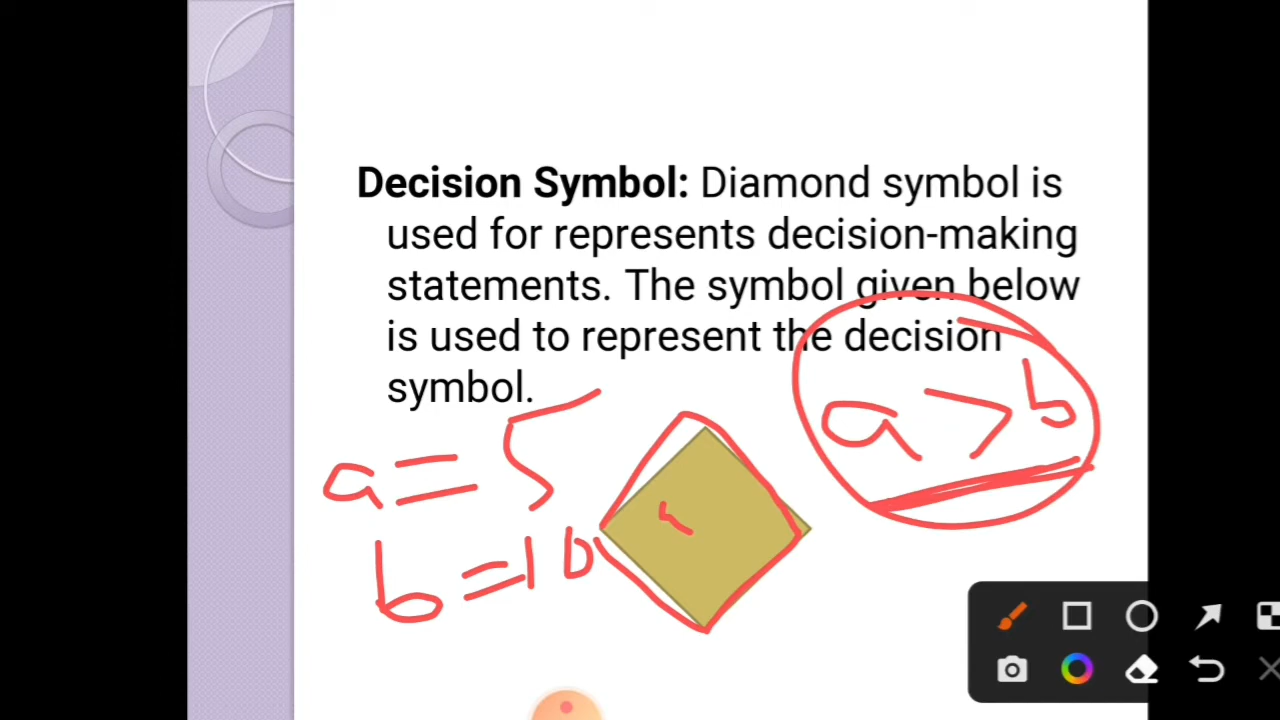 Decision Symbol: Diamond symbol is
used for represents decision-making
statements. The symbol given below
is used to represent the decision
symbol.
a > b
a = 5
b = 10